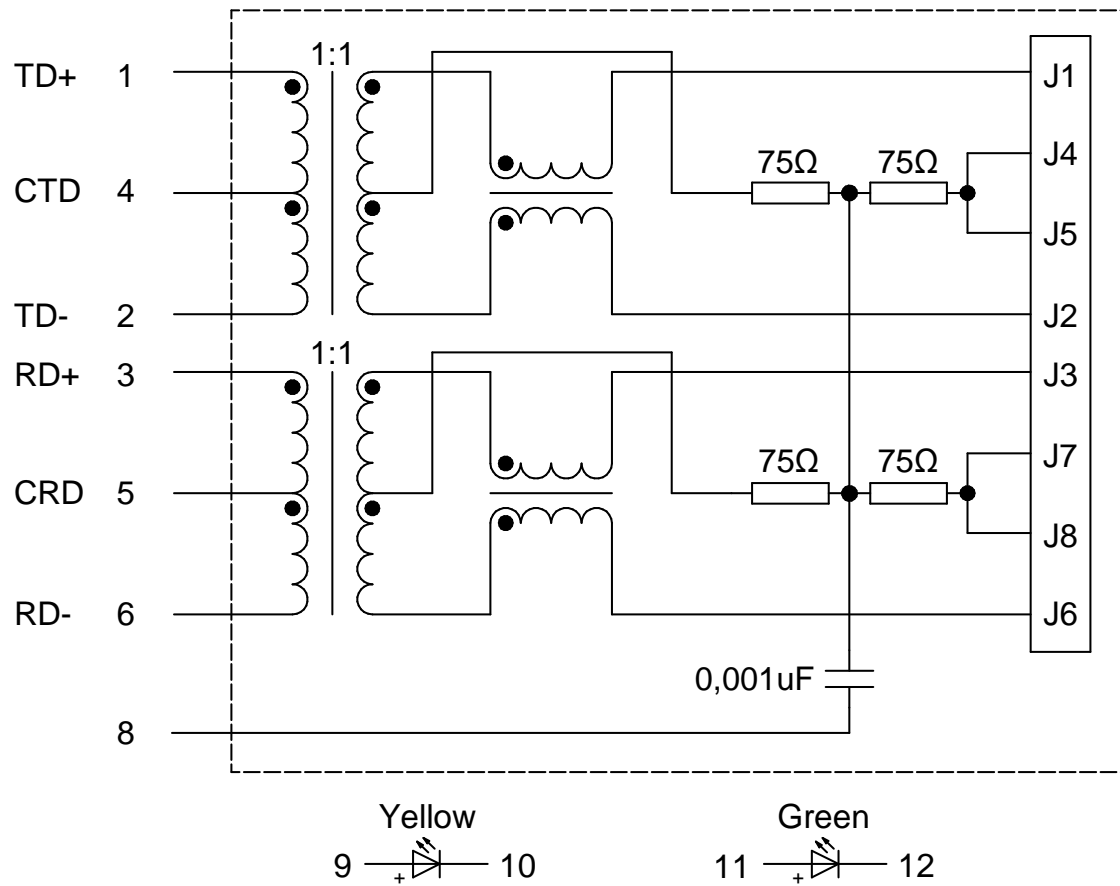 1:1
TD+ 1 J1
75Ω 75Ω J4
CTD 4
J5
TD- 2 J2
1:1
RD+ 3 J3
75Ω 75Ω J7
CRD 5
J8
RD- 6 J6
0,001uF
8
Yellow Green
9 + 10 11 + 12